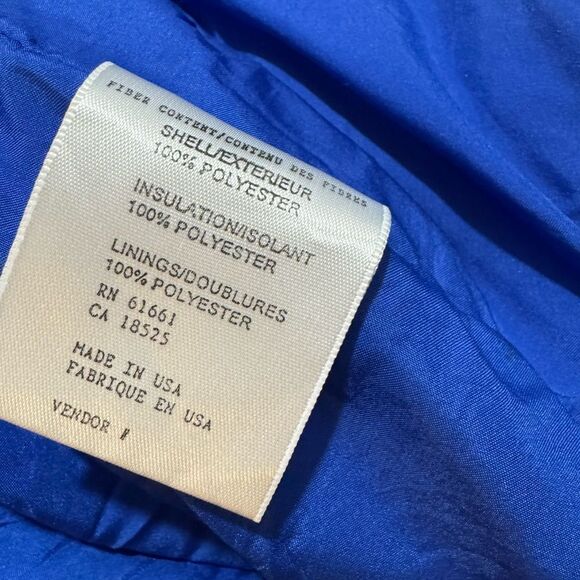 FIBER CONTENT/CONTENU DES FIBRES
SHELL/EXTERIEUR
100% POLYESTER
INSULATION/ISOLANT
100% POLYESTER
LININGS/DOUBLURES
100% POLYESTER
RN 61661
CA 18525
MADE IN USA
FABRIQUE EN USA
VENDOR #